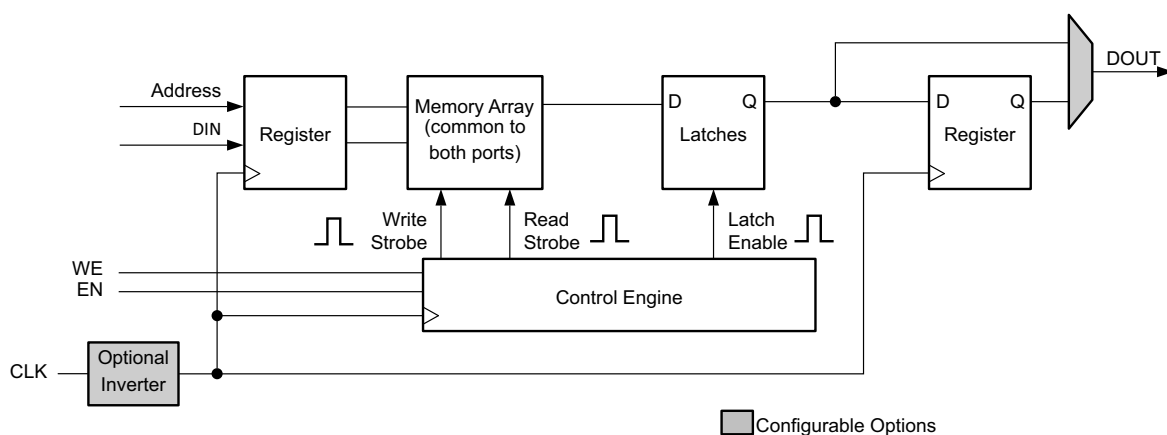 DOUT
Address
DIN
Register
Memory Array
(common to
both ports)
D Q
Latches
D Q
Register
Write
Strobe
Read
Strobe
Latch
Enable
WE
EN
Control Engine
CLK
Optional
Inverter
Configurable Options